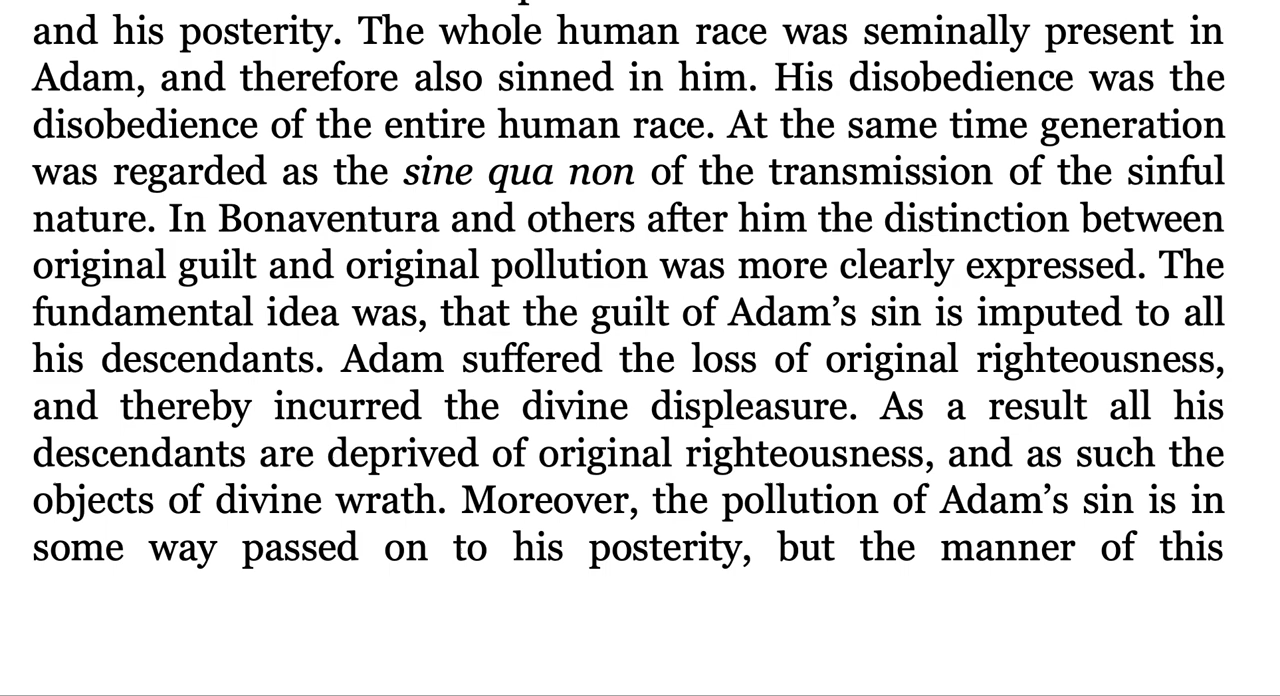 and his posterity. The whole human race was seminally present in
Adam, and therefore also sinned in him. His disobedience was the
disobedience of the entire human race. At the same time generation
was regarded as the sine qua non of the transmission of the sinful
nature. In Bonaventura and others after him the distinction between
original guilt and original pollution was more clearly expressed. The
fundamental idea was, that the guilt of Adam’s sin is imputed to all
his descendants. Adam suffered the loss of original righteousness,
and thereby incurred the divine displeasure. As a result all his
descendants are deprived of original righteousness, and as such the
objects of divine wrath. Moreover, the pollution of Adam’s sin is in
some way passed on to his posterity, but the manner of this